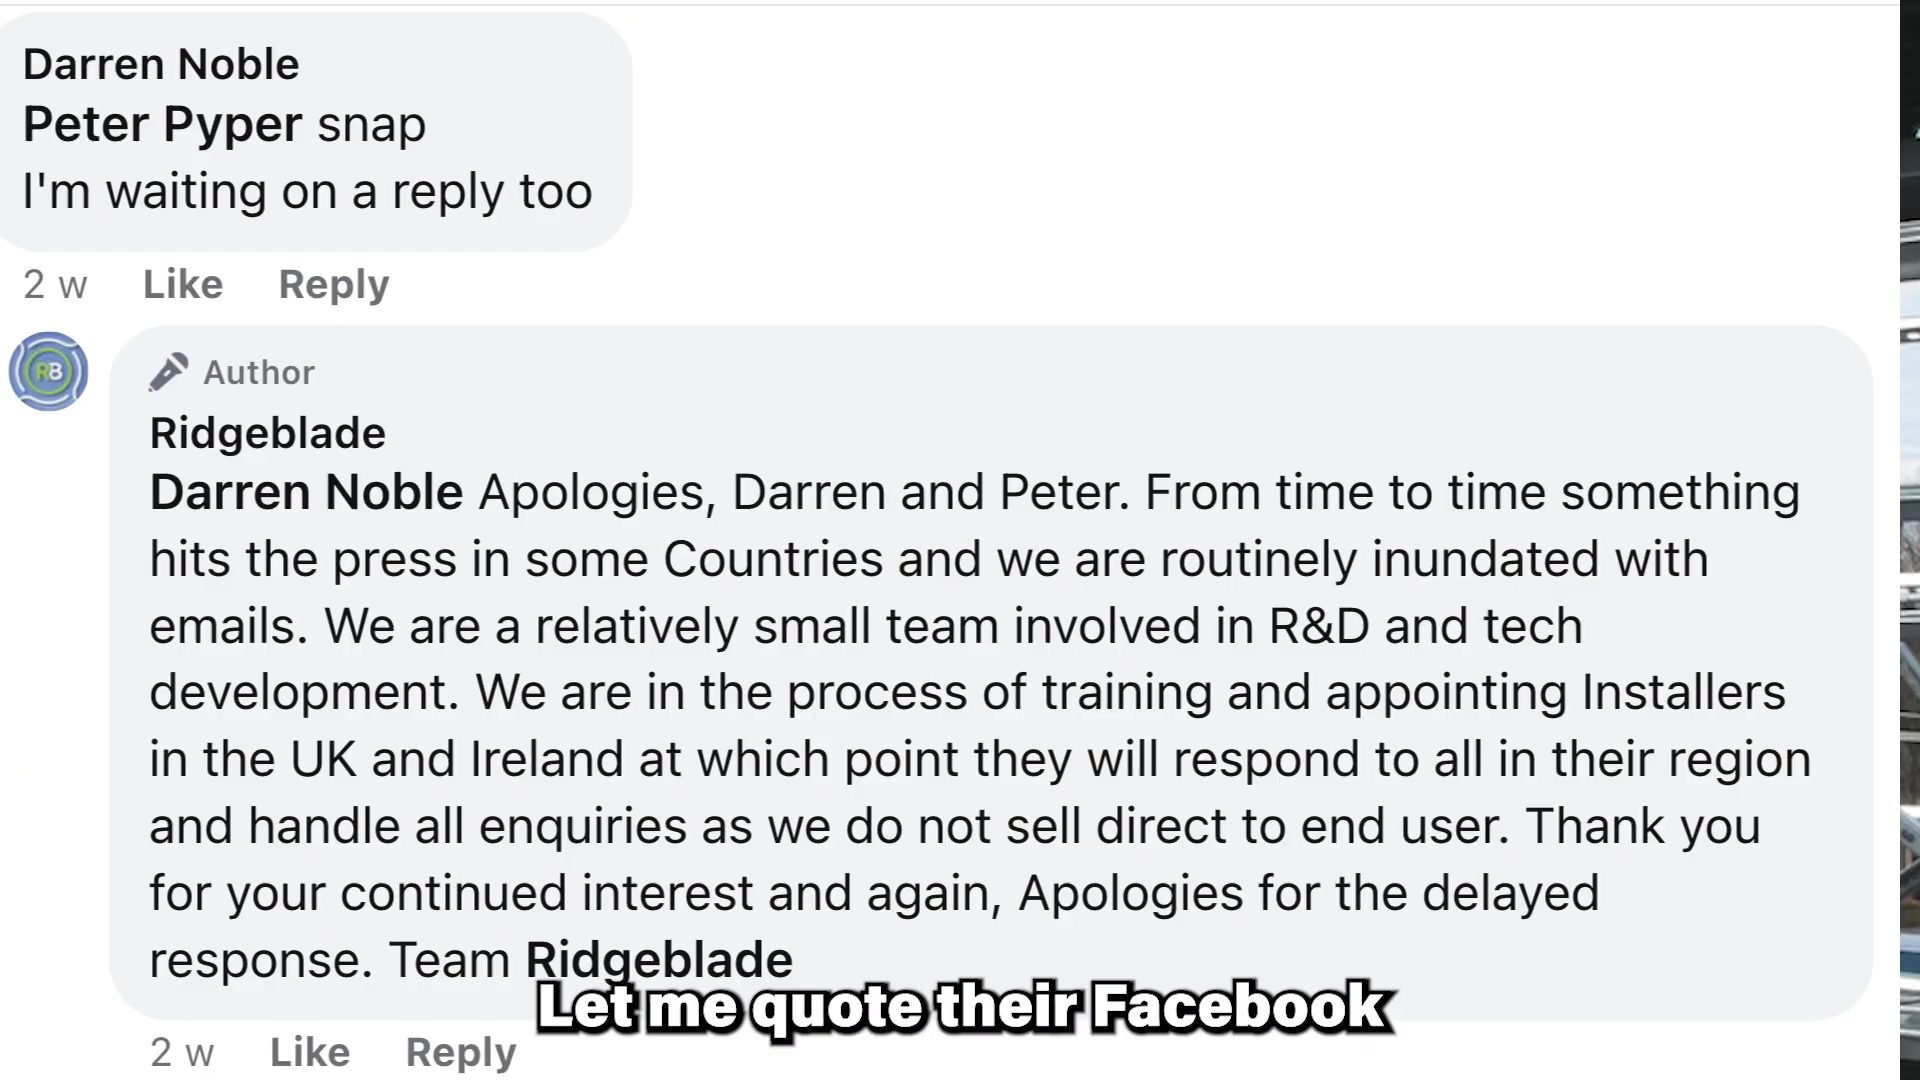 Darren Noble
Peter Pyper snap
I'm waiting on a reply too
2 w Like Reply
RB
Author
Ridgeblade
Darren Noble Apologies, Darren and Peter. From time to time something
hits the press in some Countries and we are routinely inundated with
emails. We are a relatively small team involved in R&D and tech
development. We are in the process of training and appointing Installers
in the UK and Ireland at which point they will respond to all in their region
and handle all enquiries as we do not sell direct to end user. Thank you
for your continued interest and again, Apologies for the delayed
response. Team Ridgeblade
Let me quote their Facebook
2 w Like Reply